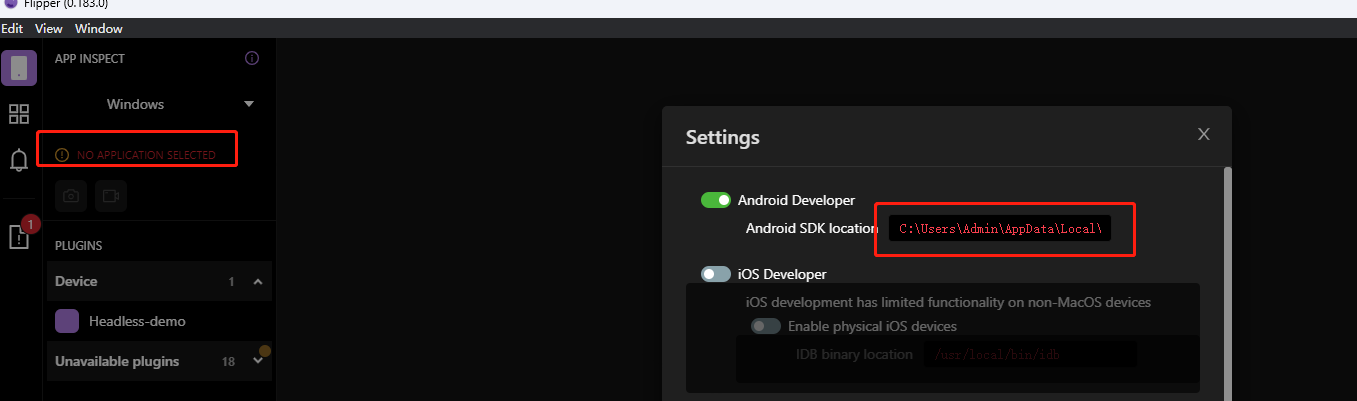 Flipper (0.183.0)
Edit View Window
APP INSPECT
Windows
NO APPLICATION SELECTED
1
PLUGINS
Device 1
Headless-demo
Unavailable plugins 18
Settings
X
Android Developer
Android SDK location C:\Users\Admin\AppData\Local\
iOS Developer
iOS development has limited functionality on non-MacOS devices
Enable physical iOS devices
IDB binary location /usr/local/bin/idb